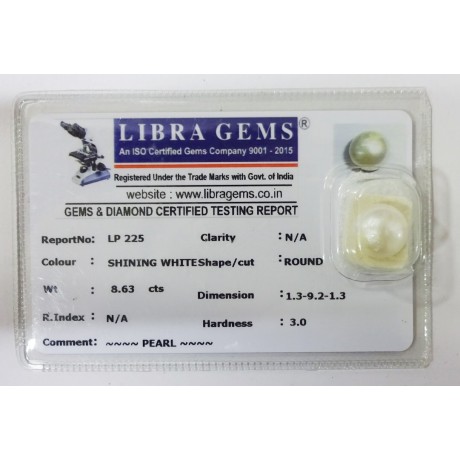 LIBRA GEMS®
An ISO Certified Gems Company 9001 - 2015
Registered Under the Trade Marks with Govt. of India
website : www.libragems.co.in
GEMS & DIAMOND CERTIFIED TESTING REPORT
ReportNo: LP 225 Clarity : N/A
Colour : SHINING WHITE Shape/cut : ROUND
Wt : 8.63 cts Dimension :1.3-9.2-1.3
R.Index : N/A Hardness : 3.0
Comment: ~~~~ PEARL ~~~~